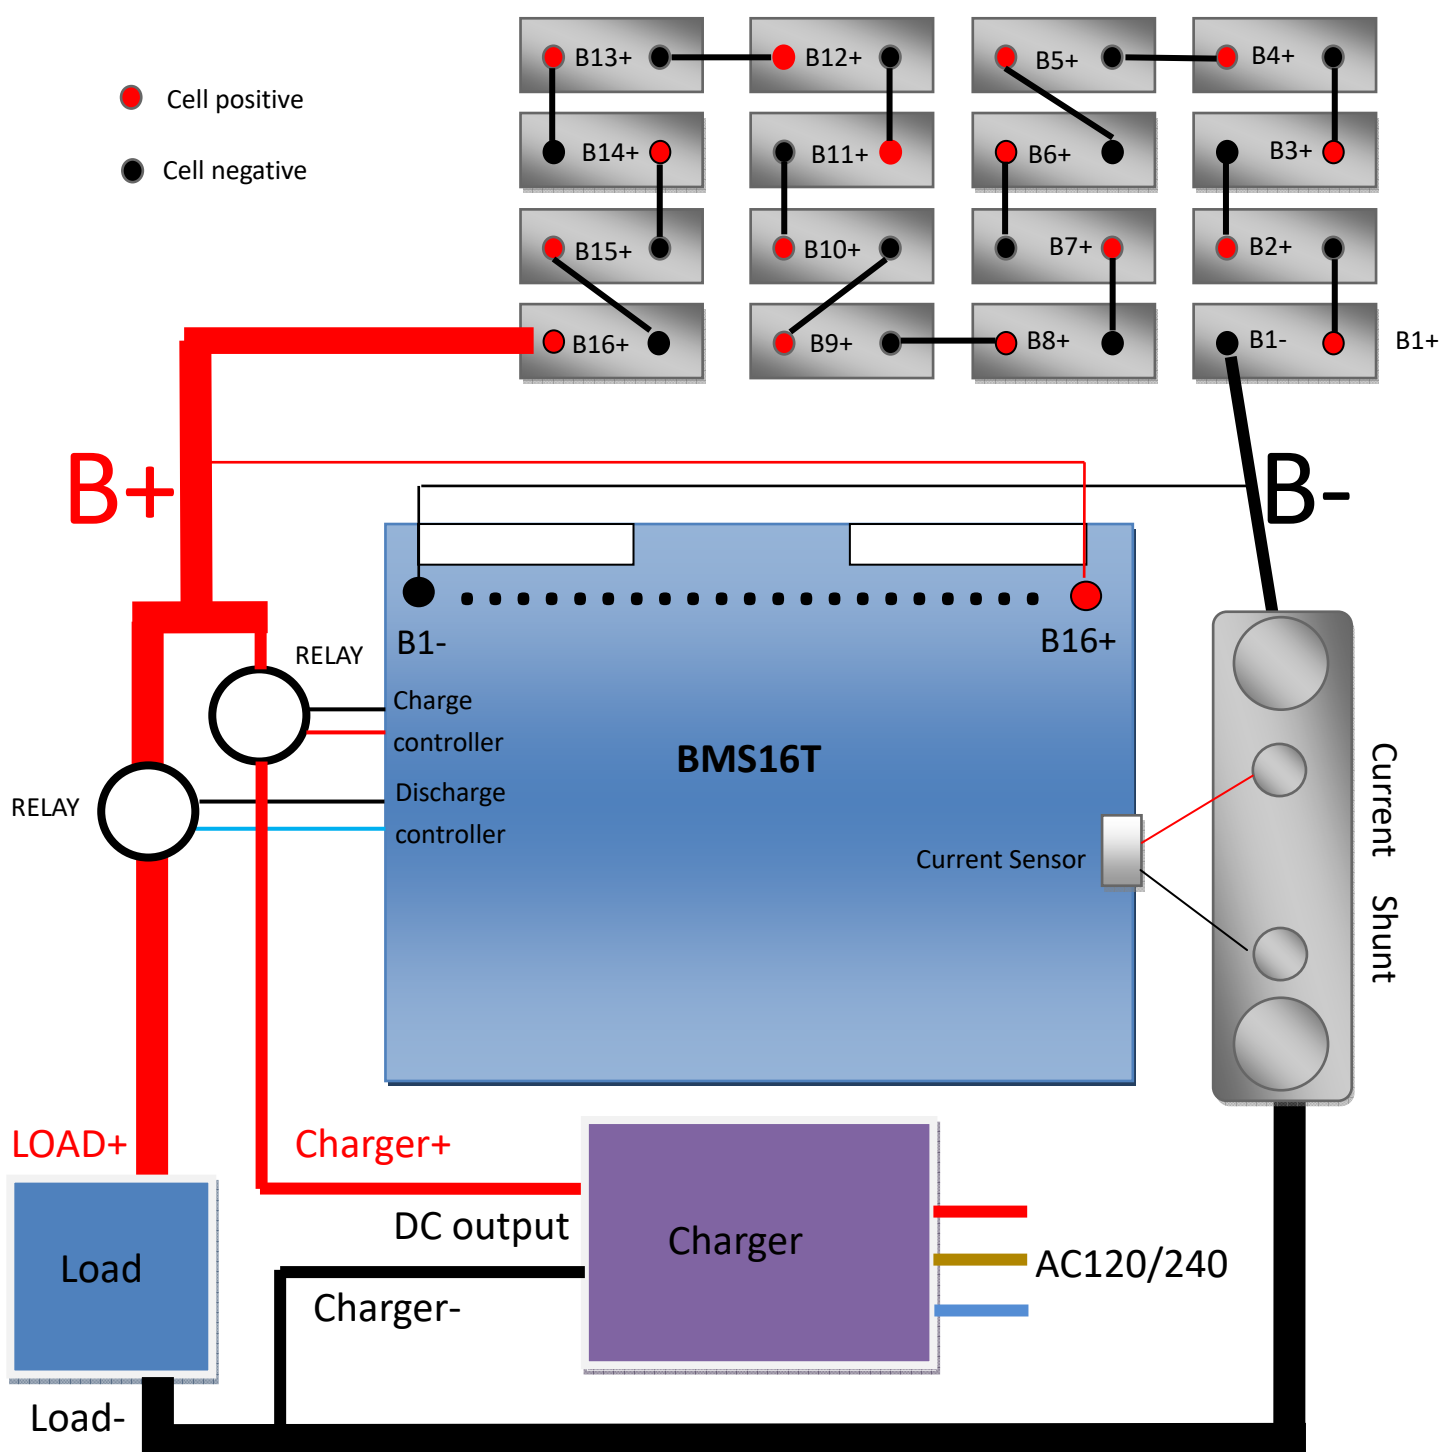 B13+
B12+
B5+
B4+
Cell positive
B14+
B11+
B6+
B3+
Cell negative
B15+
B10+
B7+
B2+
B16+
B9+
B8+
B1-
B1+
B+
B-
B1-
B16+
RELAY
Charge
controller
BMS16T
RELAY
Discharge
controller
Current Sensor
Current Shunt
LOAD+
Charger+
DC output
Charger
Load
AC120/240
Charger-
Load-